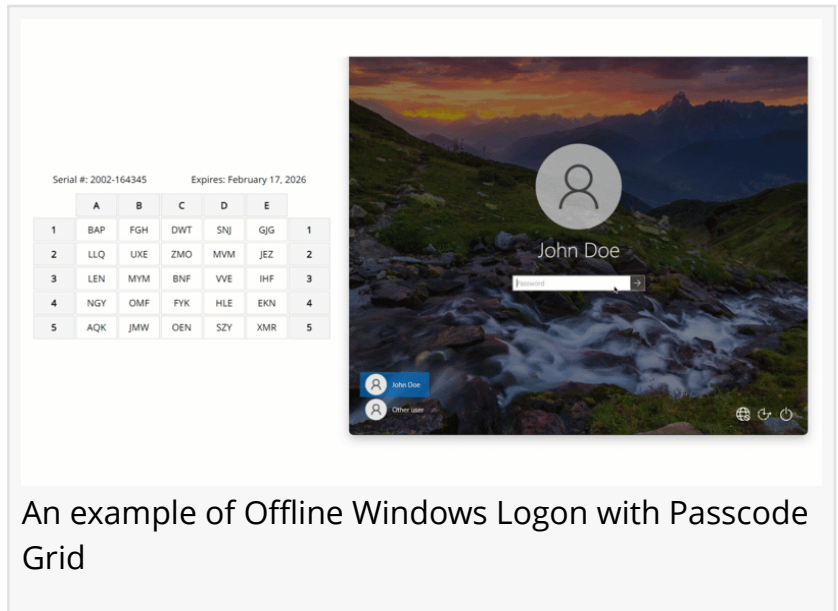 Serial #: 2002-164345 Expires: February 17, 2026
A B C D E
1 BAP FGH DWT SNJ GJG 1
2 LLQ UXE ZMO MVM JEZ 2
3 LEN MYM BNF VVE IHF 3
4 NGY OMF FYK HLE EKN 4
5 AQK JMW OEN SZY XMR 5
John Doe
Password
John Doe
Other user
An example of Offline Windows Logon with Passcode
Grid